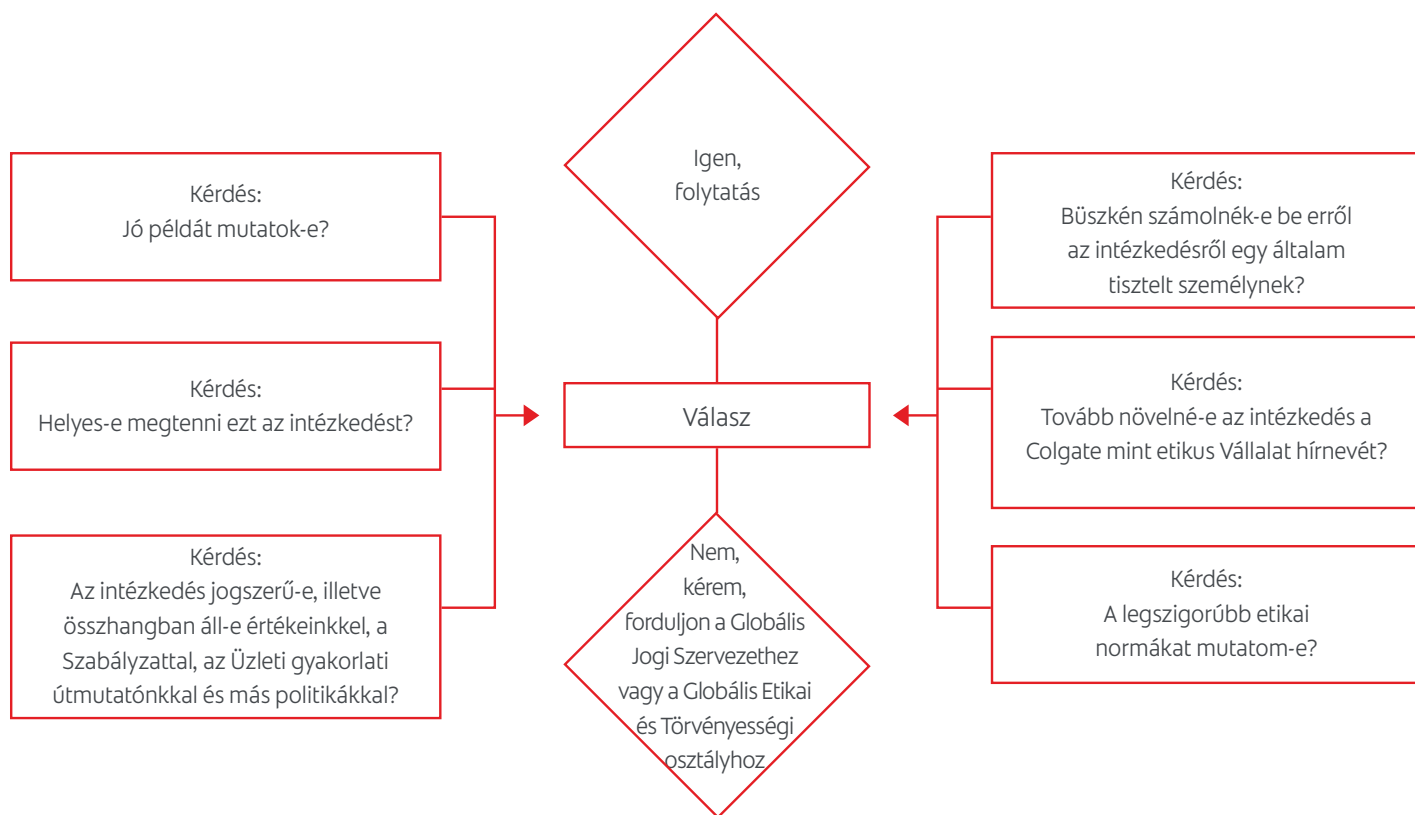 Kérdés:
Jó példát mutatok-e?
Kérdés:
Helyes-e megtenni ezt az intézkedést?
Kérdés:
Az intézkedés jogszerű-e, illetve
összhangban áll-e értékeinkkel, a
Szabályzattal, az Üzleti gyakorlati
útmutatónkkal és más politikákkal?
Igen,
folytatás
Válasz
Nem,
kérem,
forduljon a Globális
Jogi Szervezethez
vagy a Globális Etikai
és Törvényességi
osztályhoz
Kérdés:
Büszkén számolnék-e be erről
az intézkedésről egy általam
tisztelt személynek?
Kérdés:
Tovább növelné-e az intézkedés a
Colgate mint etikus Vállalat hírnevét?
Kérdés:
A legszigorúbb etikai
normákat mutatom-e?